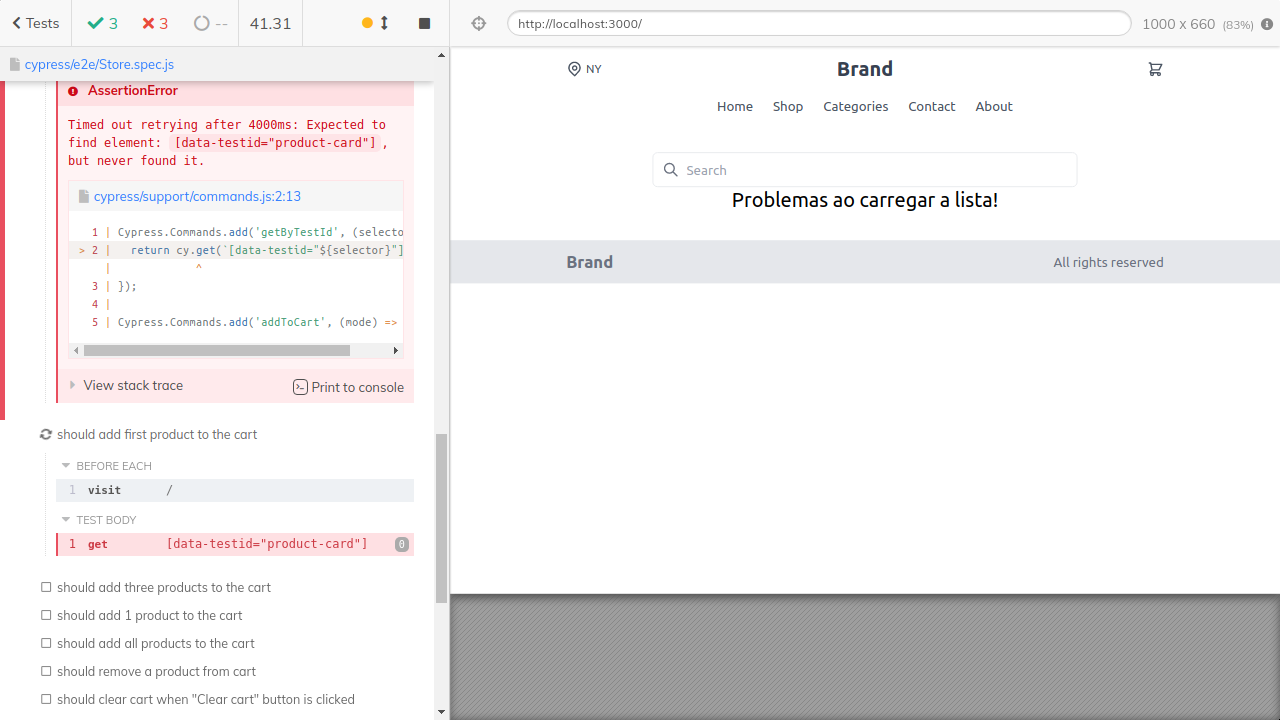 Tests
3
3
--
41.31
cypress/e2e/Store.spec.js
AssertionError
Timed out retrying after 4000ms: Expected to
find element: [data-testid="product-card"],
but never found it.
cypress/support/commands.js:2:13
1 | Cypress.Commands.add('getByTestId', (selecto
> 2 |   return cy.get(`[data-testid="${selector}"]
|             ^
3 | });
4 |
5 | Cypress.Commands.add('addToCart', (mode) =>
View stack trace
Print to console
should add first product to the cart
BEFORE EACH
1 visit /
TEST BODY
1 get [data-testid="product-card"] 0
should add three products to the cart
should add 1 product to the cart
should add all products to the cart
should remove a product from cart
should clear cart when "Clear cart" button is clicked
http://localhost:3000/
1000 x 660 (83%)
NY
Brand
Home Shop Categories Contact About
Search
Problemas ao carregar a lista!
Brand
All rights reserved